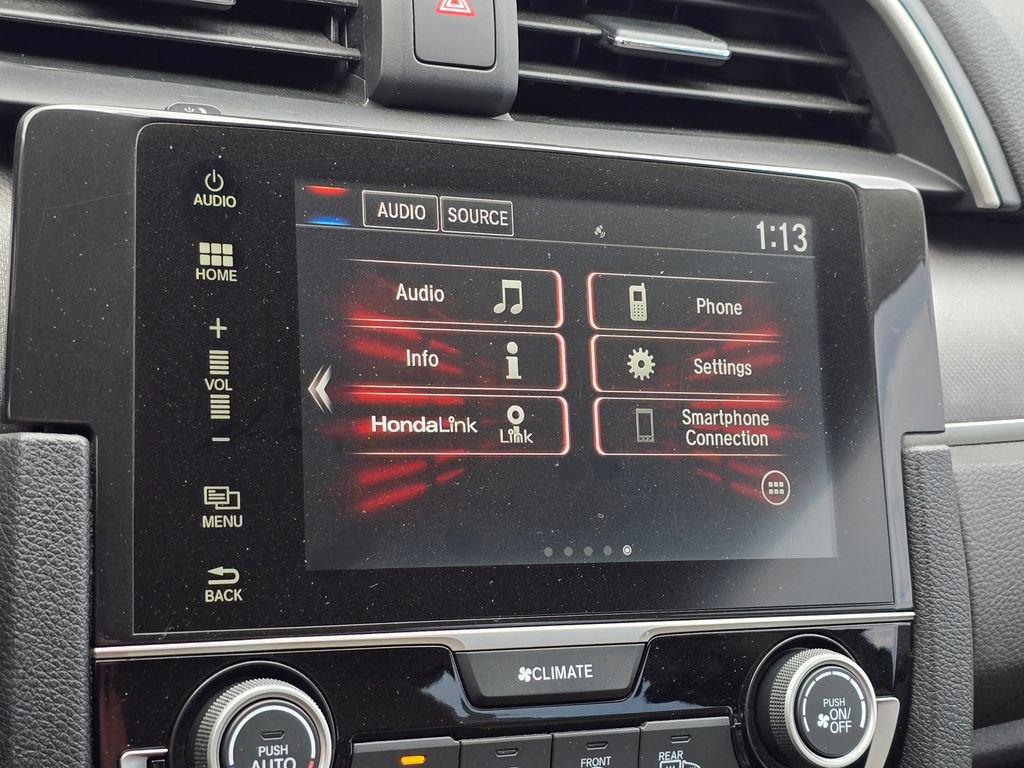 AUDIO
HOME
+
VOL
−
MENU
BACK
AUDIO SOURCE
1:13
Audio
Phone
Info
Settings
HondaLink
Link
Smartphone
Connection
CLIMATE
PUSH
AUTO
PUSH
ON/
OFF
FRONT
REAR